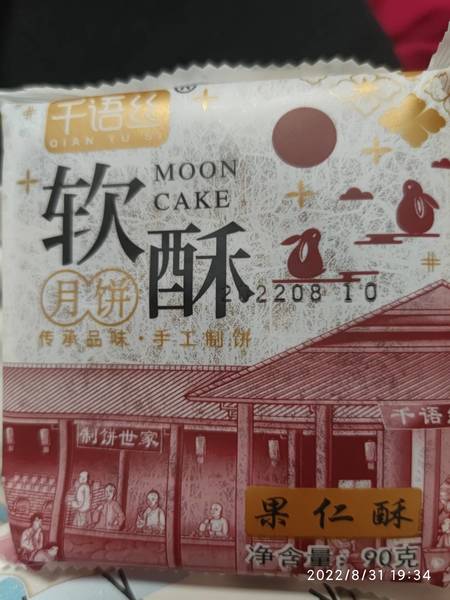 千语丝
®
QIAN YU SI
软酥
MOON
CAKE
月饼
20220810
传承品味·手工制饼
制饼世家
千语丝
果仁酥
净含量：90克
2022/8/31 19:34